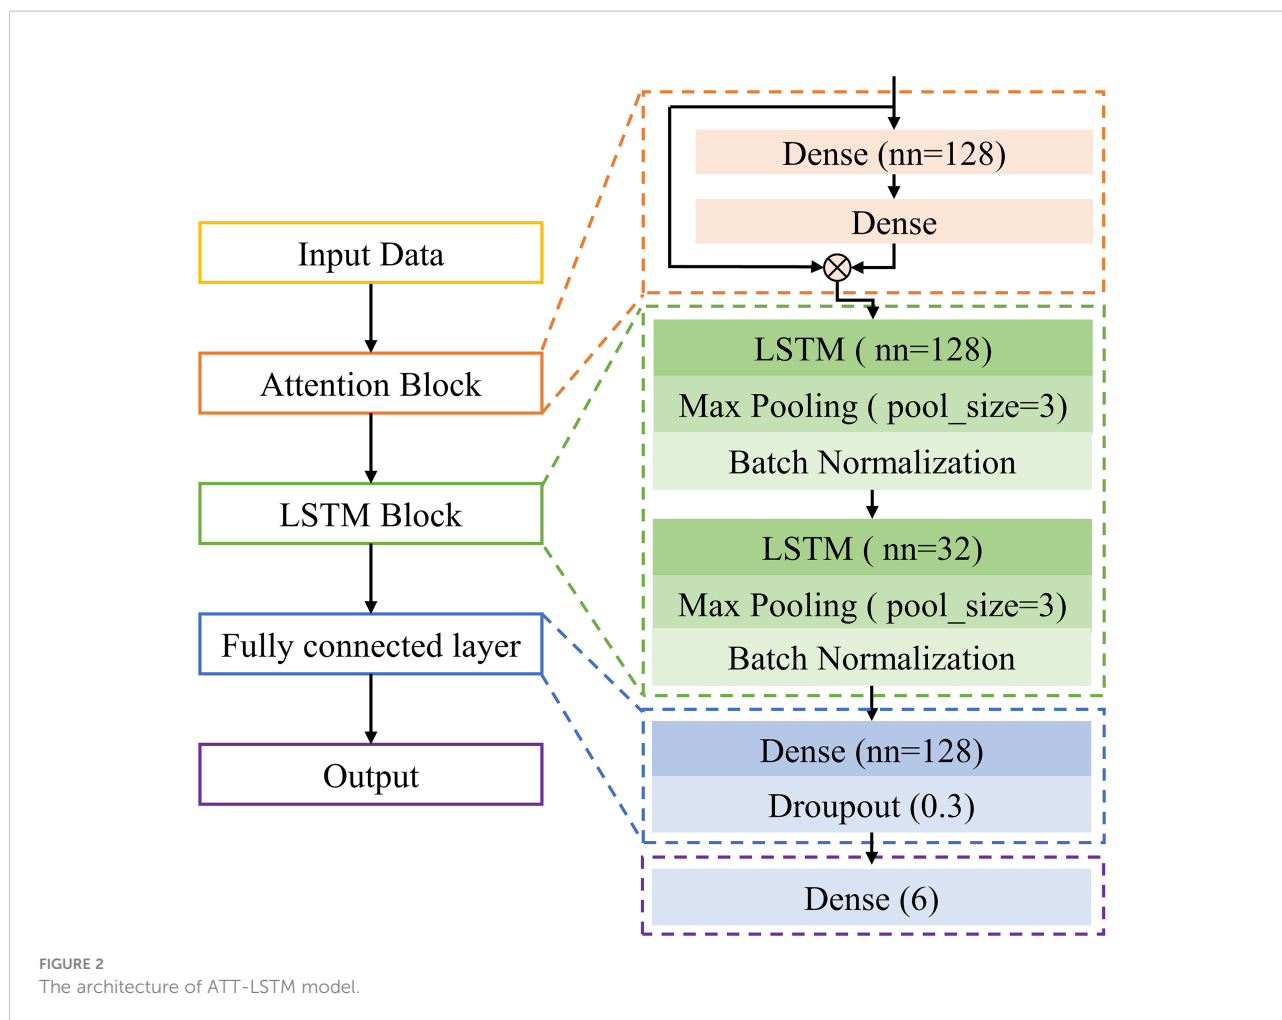 Input Data
Attention Block
LSTM Block
Fully connected layer
Output
Dense (nn=128)
Dense
LSTM ( nn=128)
Max Pooling ( pool_size=3)
Batch Normalization
LSTM ( nn=32)
Max Pooling ( pool_size=3)
Batch Normalization
Dense (nn=128)
Droupout (0.3)
Dense (6)
FIGURE 2
The architecture of ATT-LSTM model.